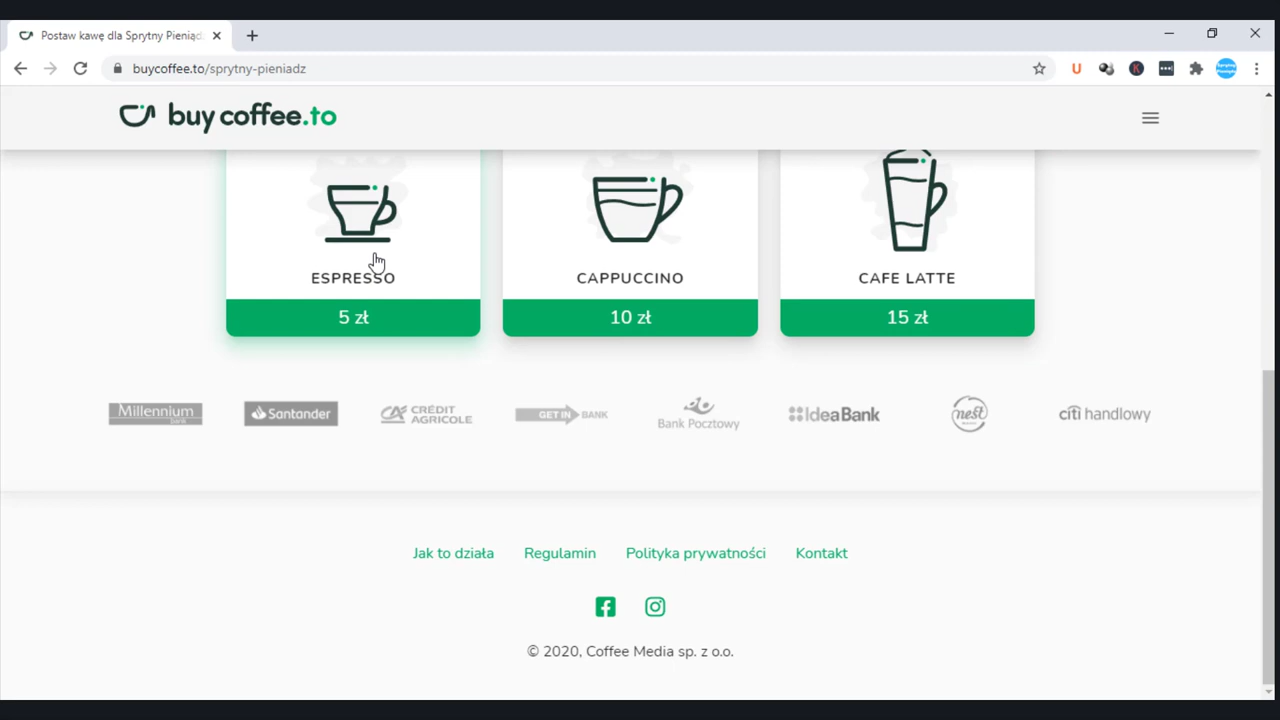 Postaw kawę dla Sprytny Pieniądz
buycoffee.to/sprytny-pieniadz
U
K
buy coffee.to
ESPRESSO
CAPPUCCINO
CAFE LATTE
5 zł
10 zł
15 zł
Millennium
bank
Santander
CRÉDIT
AGRICOLE
GET IN BANK
Bank Pocztowy
IdeaBank
nest
citi handlowy
Jak to działa
Regulamin
Polityka prywatności
Kontakt
© 2020, Coffee Media sp. z o.o.